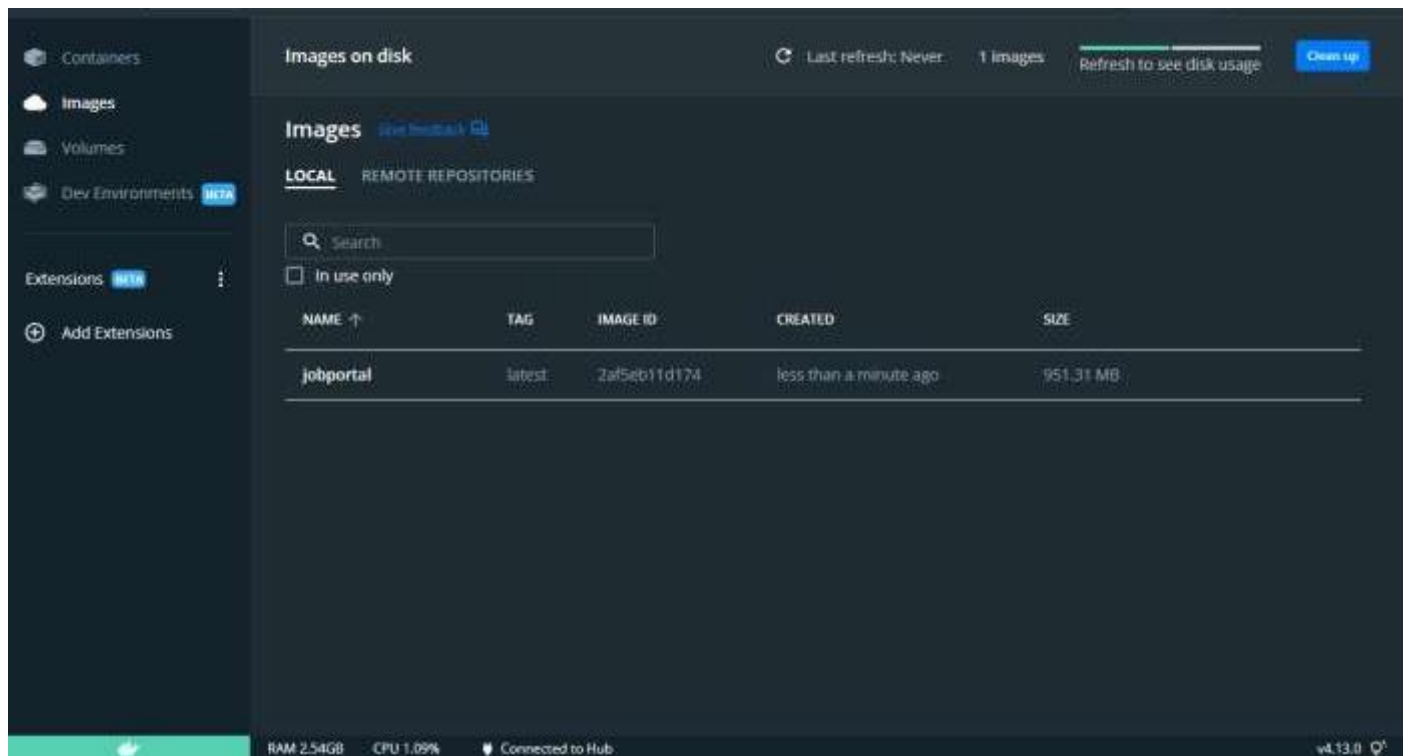 Containers
Images
Volumes
Dev Environments BETA
Extensions BETA
Add Extensions
Images on disk
Last refresh: Never
1 images
Refresh to see disk usage
Clean up
Images Give feedback
LOCAL REMOTE REPOSITORIES
Search
In use only
NAME TAG IMAGE ID CREATED SIZE
jobportal latest 2af5eb11d174 less than a minute ago 951.31 MB
RAM 2.54GB CPU 1.09% Connected to Hub v4.13.0